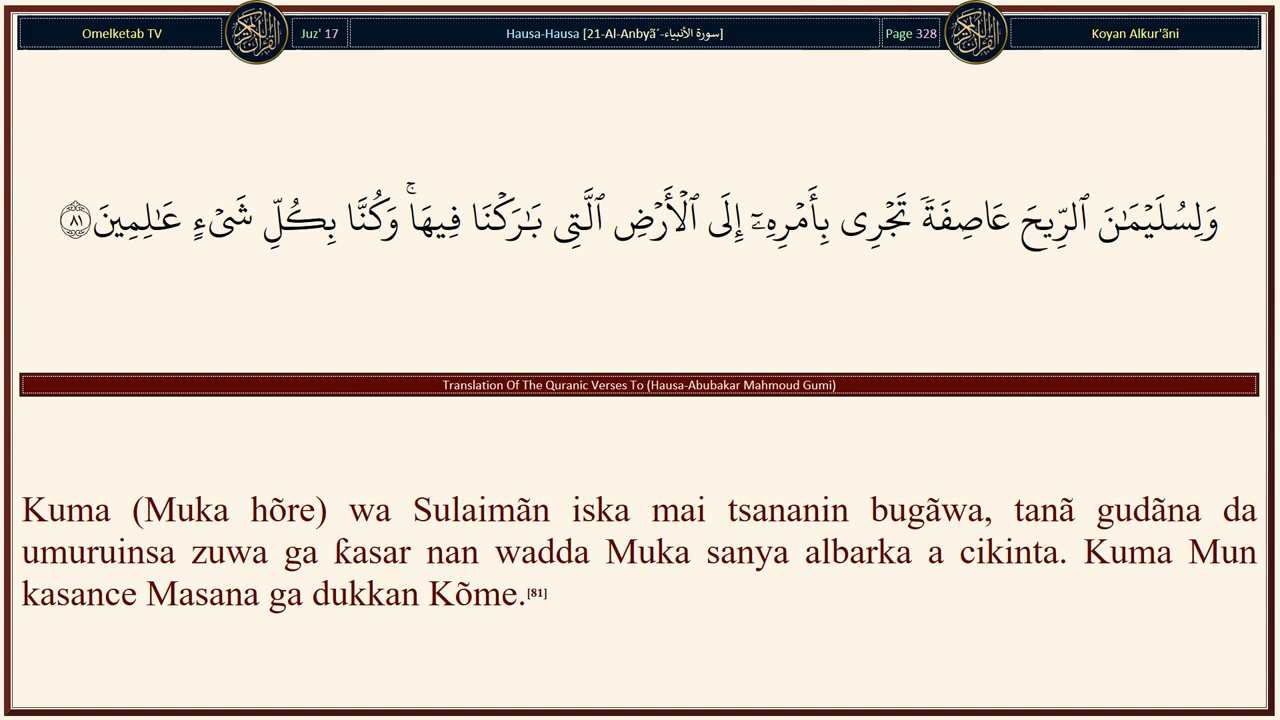 Omelketab TV
Juz' 17
Hausa-Hausa [21-Al-Anbyã´-سورة الأنبياء]
Page 328
Koyan Alƙur'ãni
وَلِسُلَيْمَـٰنَ ٱلرِّيحَ عَاصِفَةً تَجْرِى بِأَمْرِهِۦٓ إِلَى ٱلْأَرْضِ ٱلَّتِى بَـٰرَكْنَا فِيهَا ۚ وَكُنَّا بِكُلِّ شَىْءٍ عَـٰلِمِينَ ٨١
Translation Of The Quranic Verses To (Hausa-Abubakar Mahmoud Gumi)
Kuma (Muka hõre) wa Sulaimãn iska mai tsananin bugãwa, tanã gudãna da
umuruinsa zuwa ga ƙasar nan wadda Muka sanya albarka a cikinta. Kuma Mun
kasance Masana ga dukkan Kõme.[81]